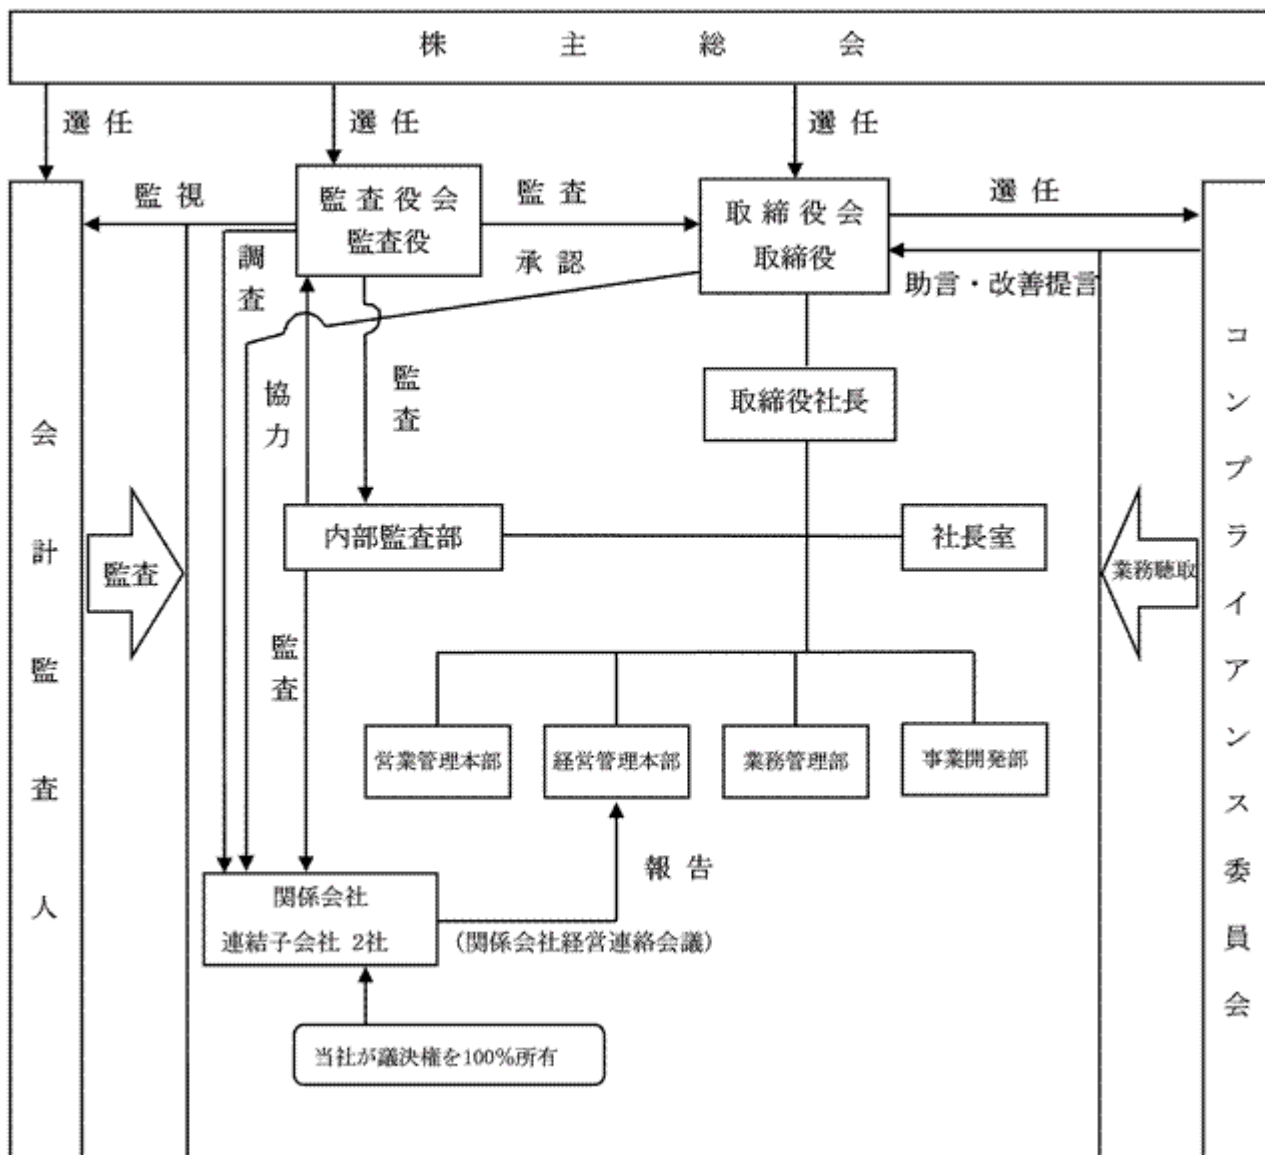 株主総会
選任
選任
選任
監視
監査役会
監査役
監査
取締役会
取締役
選任
調査
承認
助言・改善提言
協力
監査
取締役社長
会計監査人
コンプライアンス委員会
内部監査部
社長室
監査
業務聴取
監査
営業管理本部
経営管理本部
業務管理部
事業開発部
報告
関係会社
連結子会社 2社
(関係会社経営連絡会議)
当社が議決権を100%所有